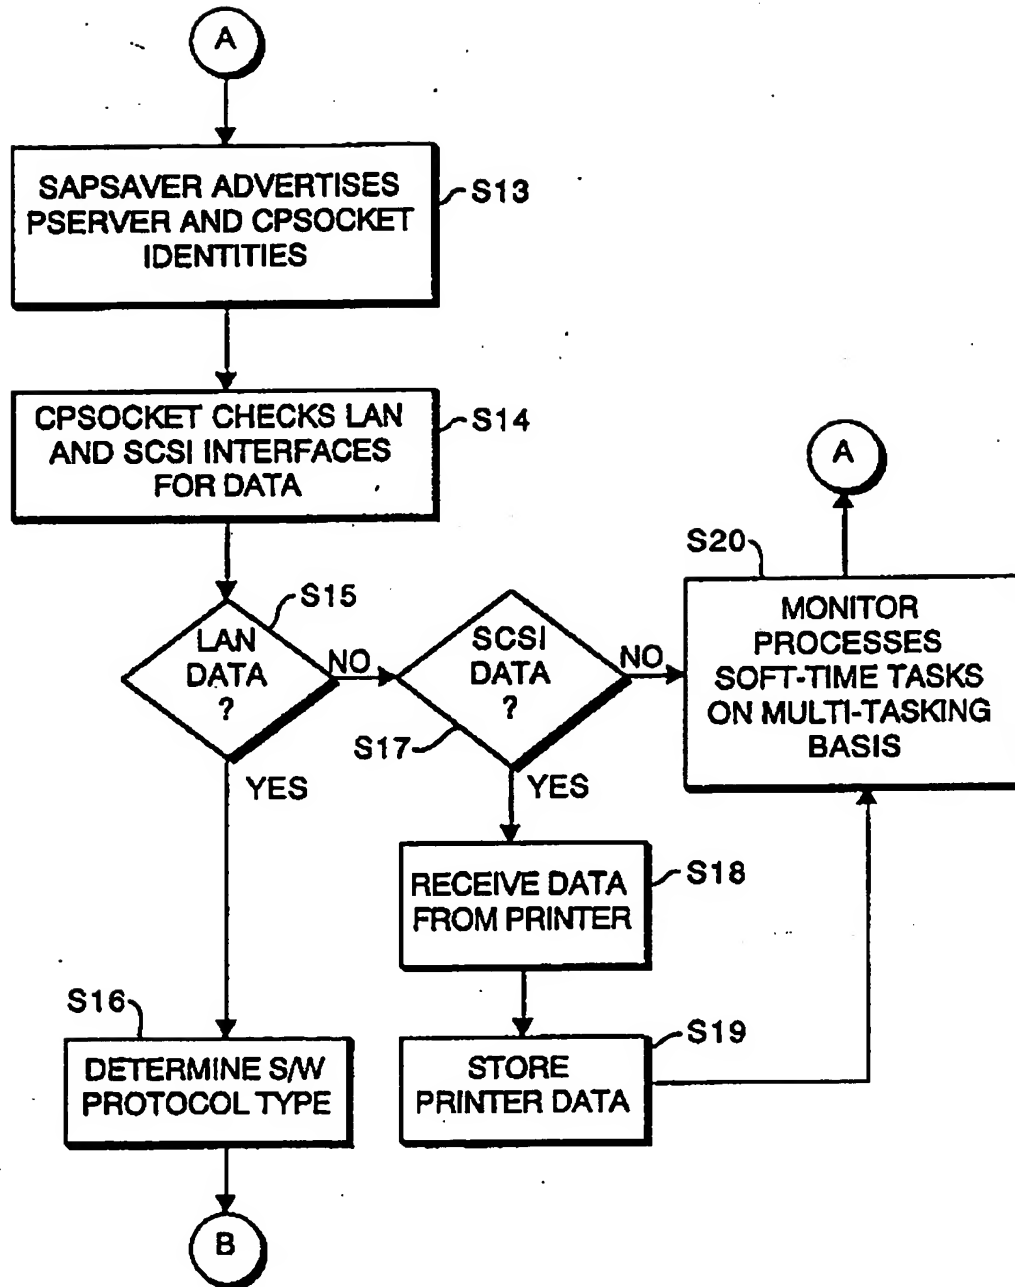 A
SAPSAVER ADVERTISES
PSERVER AND CPSOCKET
IDENTITIES
S13
CPSOCKET CHECKS LAN
AND SCSI INTERFACES
FOR DATA
S14
LAN
DATA
?
S15
NO
YES
SCSI
DATA
?
S17
NO
YES
A
S20
MONITOR
PROCESSES
SOFT-TIME TASKS
ON MULTI-TASKING
BASIS
RECEIVE DATA
FROM PRINTER
S18
STORE
PRINTER DATA
S19
S16
DETERMINE S/W
PROTOCOL TYPE
B